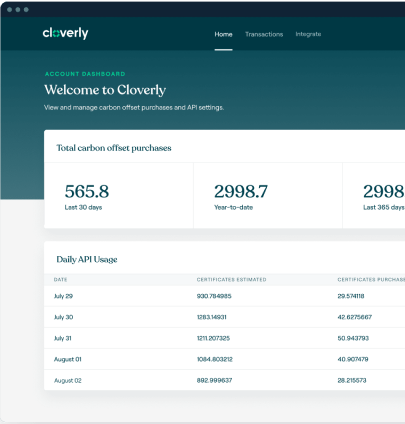 cloverly
Home Transactions Integrate
ACCOUNT DASHBOARD
Welcome to Cloverly
View and manage carbon offset purchases and API settings.
Total carbon offset purchases
565.8 2998.7 2998
Last 30 days Year-to-date Last 365 days
Daily API Usage
DATE CERTIFICATES ESTIMATED CERTIFICATES PURCHASE
July 29 930.784985 29.574118
July 30 1283.14931 42.6275667
July 31 1211.207325 50.943793
August 01 1084.803212 40.907479
August 02 892.999637 28.215573